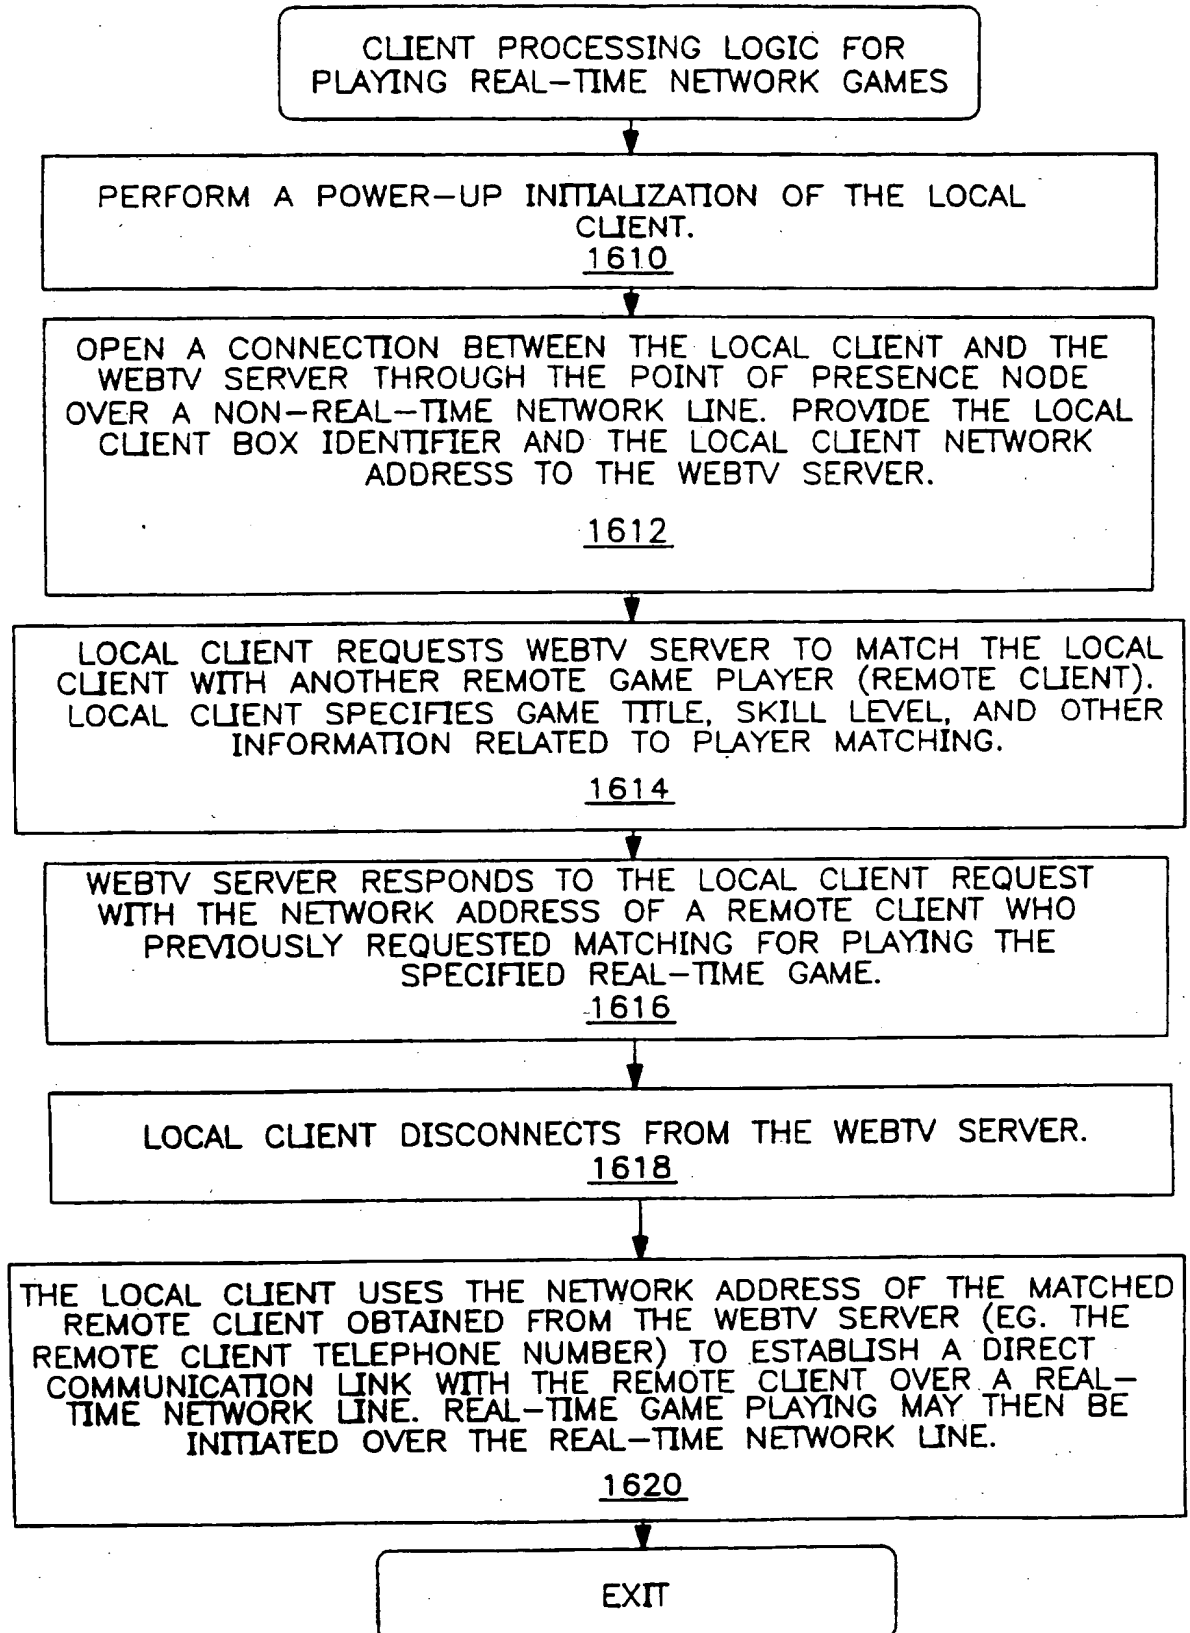 CLIENT PROCESSING LOGIC FOR
PLAYING REAL-TIME NETWORK GAMES
PERFORM A POWER-UP INITIALIZATION OF THE LOCAL
CLIENT.
1610
OPEN A CONNECTION BETWEEN THE LOCAL CLIENT AND THE
WEBTV SERVER THROUGH THE POINT OF PRESENCE NODE
OVER A NON-REAL-TIME NETWORK LINE. PROVIDE THE LOCAL
CLIENT BOX IDENTIFIER AND THE LOCAL CLIENT NETWORK
ADDRESS TO THE WEBTV SERVER.
1612
LOCAL CLIENT REQUESTS WEBTV SERVER TO MATCH THE LOCAL
CLIENT WITH ANOTHER REMOTE GAME PLAYER (REMOTE CLIENT).
LOCAL CLIENT SPECIFIES GAME TITLE, SKILL LEVEL, AND OTHER
INFORMATION RELATED TO PLAYER MATCHING.
1614
WEBTV SERVER RESPONDS TO THE LOCAL CLIENT REQUEST
WITH THE NETWORK ADDRESS OF A REMOTE CLIENT WHO
PREVIOUSLY REQUESTED MATCHING FOR PLAYING THE
SPECIFIED REAL-TIME GAME.
1616
LOCAL CLIENT DISCONNECTS FROM THE WEBTV SERVER.
1618
THE LOCAL CLIENT USES THE NETWORK ADDRESS OF THE MATCHED
REMOTE CLIENT OBTAINED FROM THE WEBTV SERVER (EG. THE
REMOTE CLIENT TELEPHONE NUMBER) TO ESTABLISH A DIRECT
COMMUNICATION LINK WITH THE REMOTE CLIENT OVER A REAL-
TIME NETWORK LINE. REAL-TIME GAME PLAYING MAY THEN BE
INITIATED OVER THE REAL-TIME NETWORK LINE.
1620
EXIT